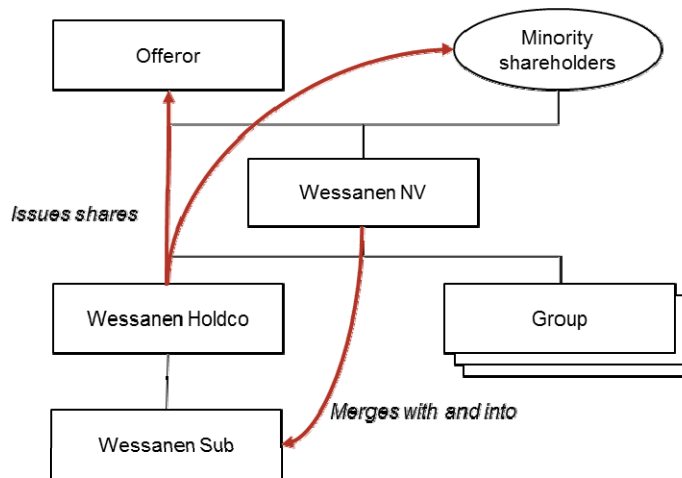 Offeror
Minority
shareholders
Wessanen NV
Issues shares
Wessanen Holdco
Group
Merges with and into
Wessanen Sub